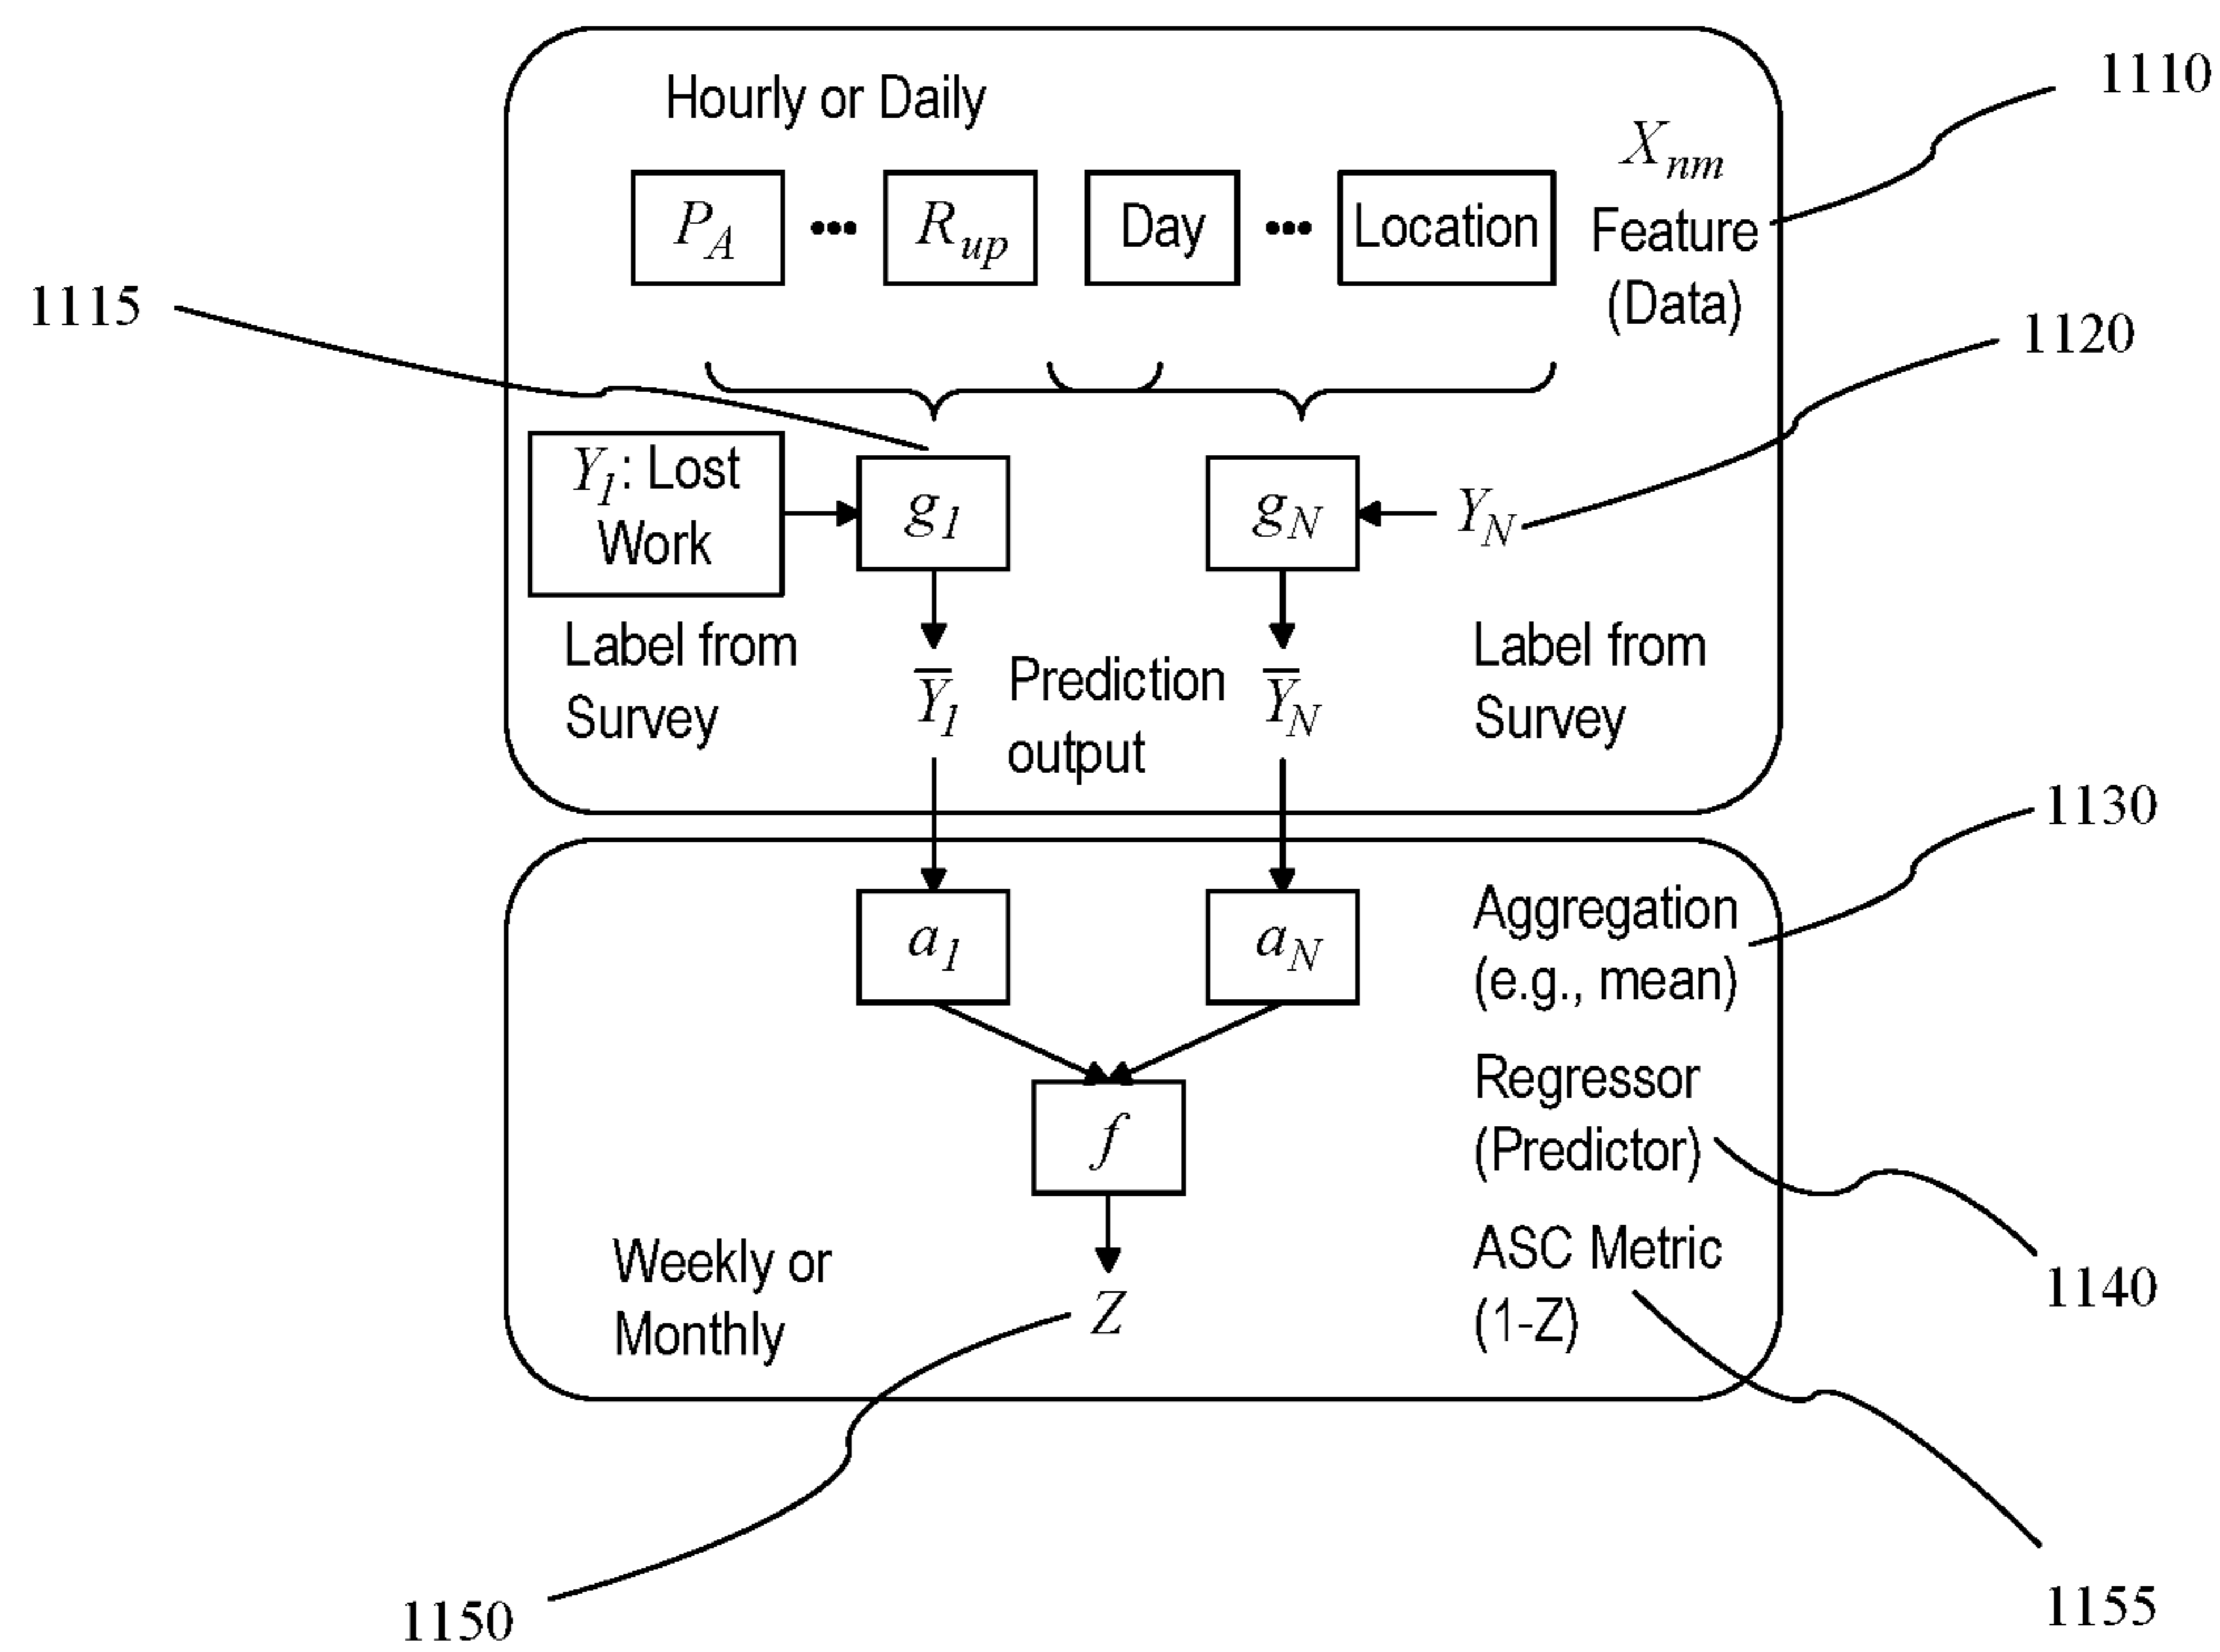 Hourly or Daily
1110
X_nm
P_A ••• R_up Day ••• Location
Feature
(Data)
1115
1120
Y_1: Lost
Work
g_1
g_N
Y_N
Label from
Survey
Y̅_1
Prediction
output
Y̅_N
Label from
Survey
1130
a_1
a_N
Aggregation
(e.g., mean)
f
Regressor
(Predictor)
1140
Weekly or
Monthly
Z
ASC Metric
(1-Z)
1150
1155